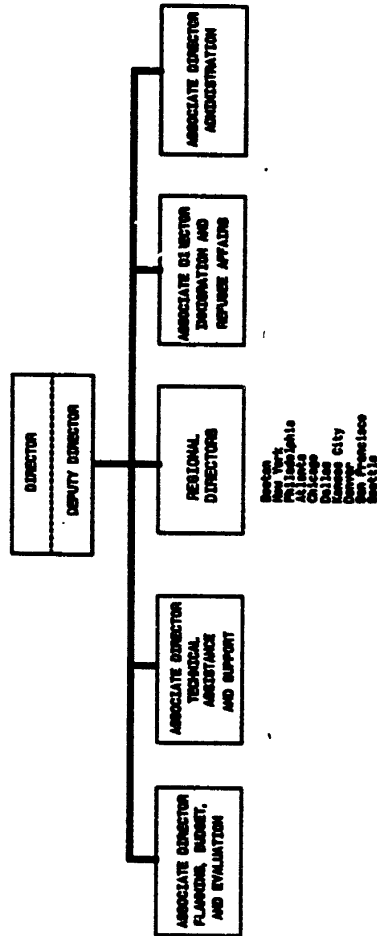 DIRECTOR
DEPUTY DIRECTOR
ASSOCIATE DIRECTOR
PLANNING, BUDGET,
AND EVALUATION
ASSOCIATE DIRECTOR
TECHNICAL
ASSISTANCE
AND SUPPORT
REGIONAL
DIRECTORS
Boston
New York
Philadelphia
Atlanta
Chicago
Dallas
Kansas City
Denver
San Francisco
Seattle
ASSOCIATE DIRECTOR
IMMIGRATION AND
REFUGEE AFFAIRS
ASSOCIATE DIRECTOR
ADMINISTRATION